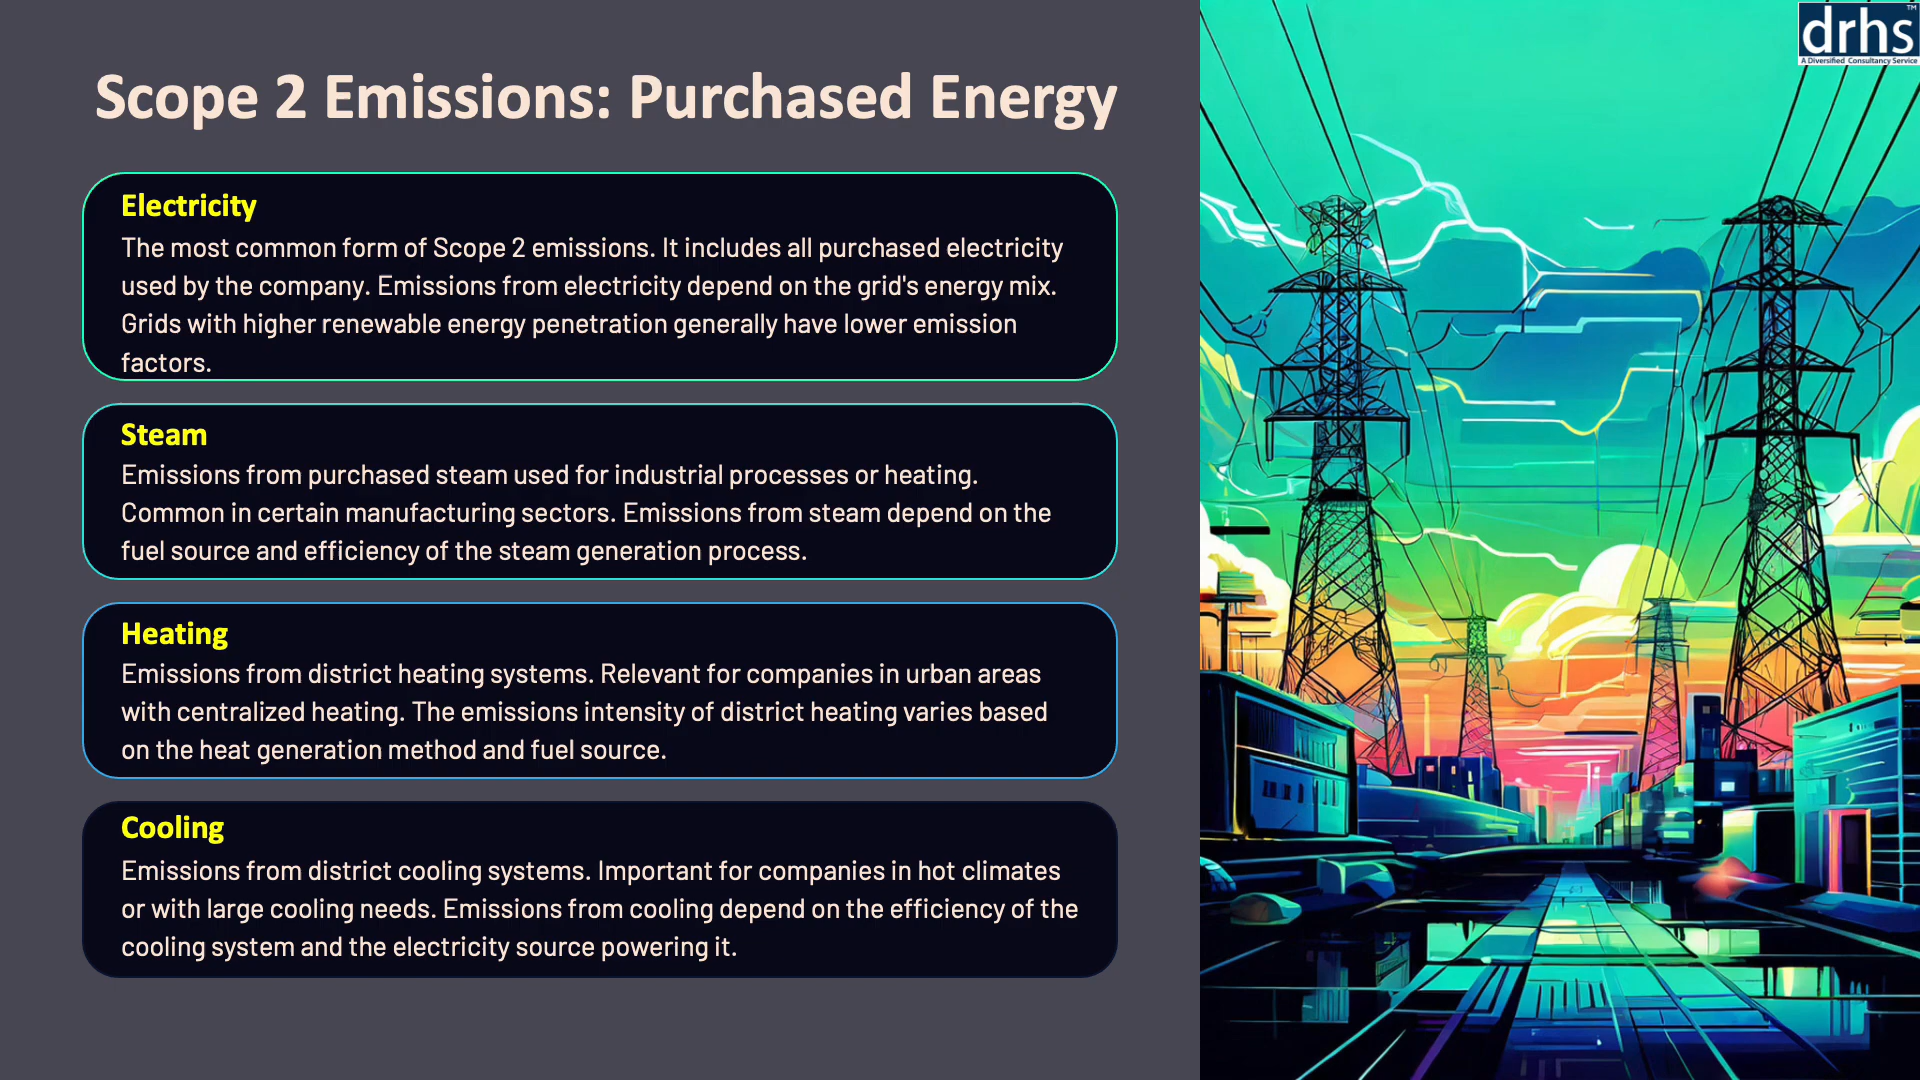 drhs
TM
A Diversified Consultancy Service
Scope 2 Emissions: Purchased Energy
Electricity
The most common form of Scope 2 emissions. It includes all purchased electricity
used by the company. Emissions from electricity depend on the grid's energy mix.
Grids with higher renewable energy penetration generally have lower emission
factors.
Steam
Emissions from purchased steam used for industrial processes or heating.
Common in certain manufacturing sectors. Emissions from steam depend on the
fuel source and efficiency of the steam generation process.
Heating
Emissions from district heating systems. Relevant for companies in urban areas
with centralized heating. The emissions intensity of district heating varies based
on the heat generation method and fuel source.
Cooling
Emissions from district cooling systems. Important for companies in hot climates
or with large cooling needs. Emissions from cooling depend on the efficiency of the
cooling system and the electricity source powering it.